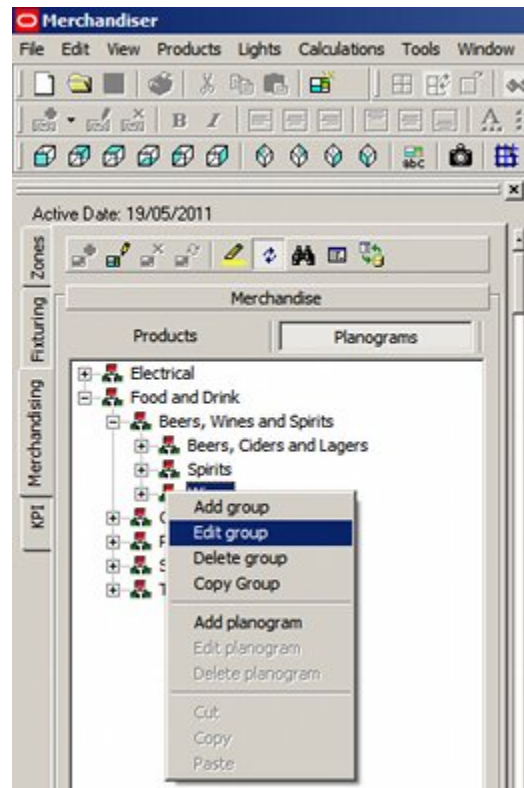 Merchandiser
File Edit View Products Lights Calculations Tools Window
B I A
abc
Active Date: 19/05/2011
Zones
Fixturing
Merchandising
KPI
Merchandise
Products Planograms
Electrical
Food and Drink
Beers, Wines and Spirits
Beers, Ciders and Lagers
Spirits
Add group
Edit group
Delete group
Copy Group
Add planogram
Edit planogram
Delete planogram
Cut
Copy
Paste